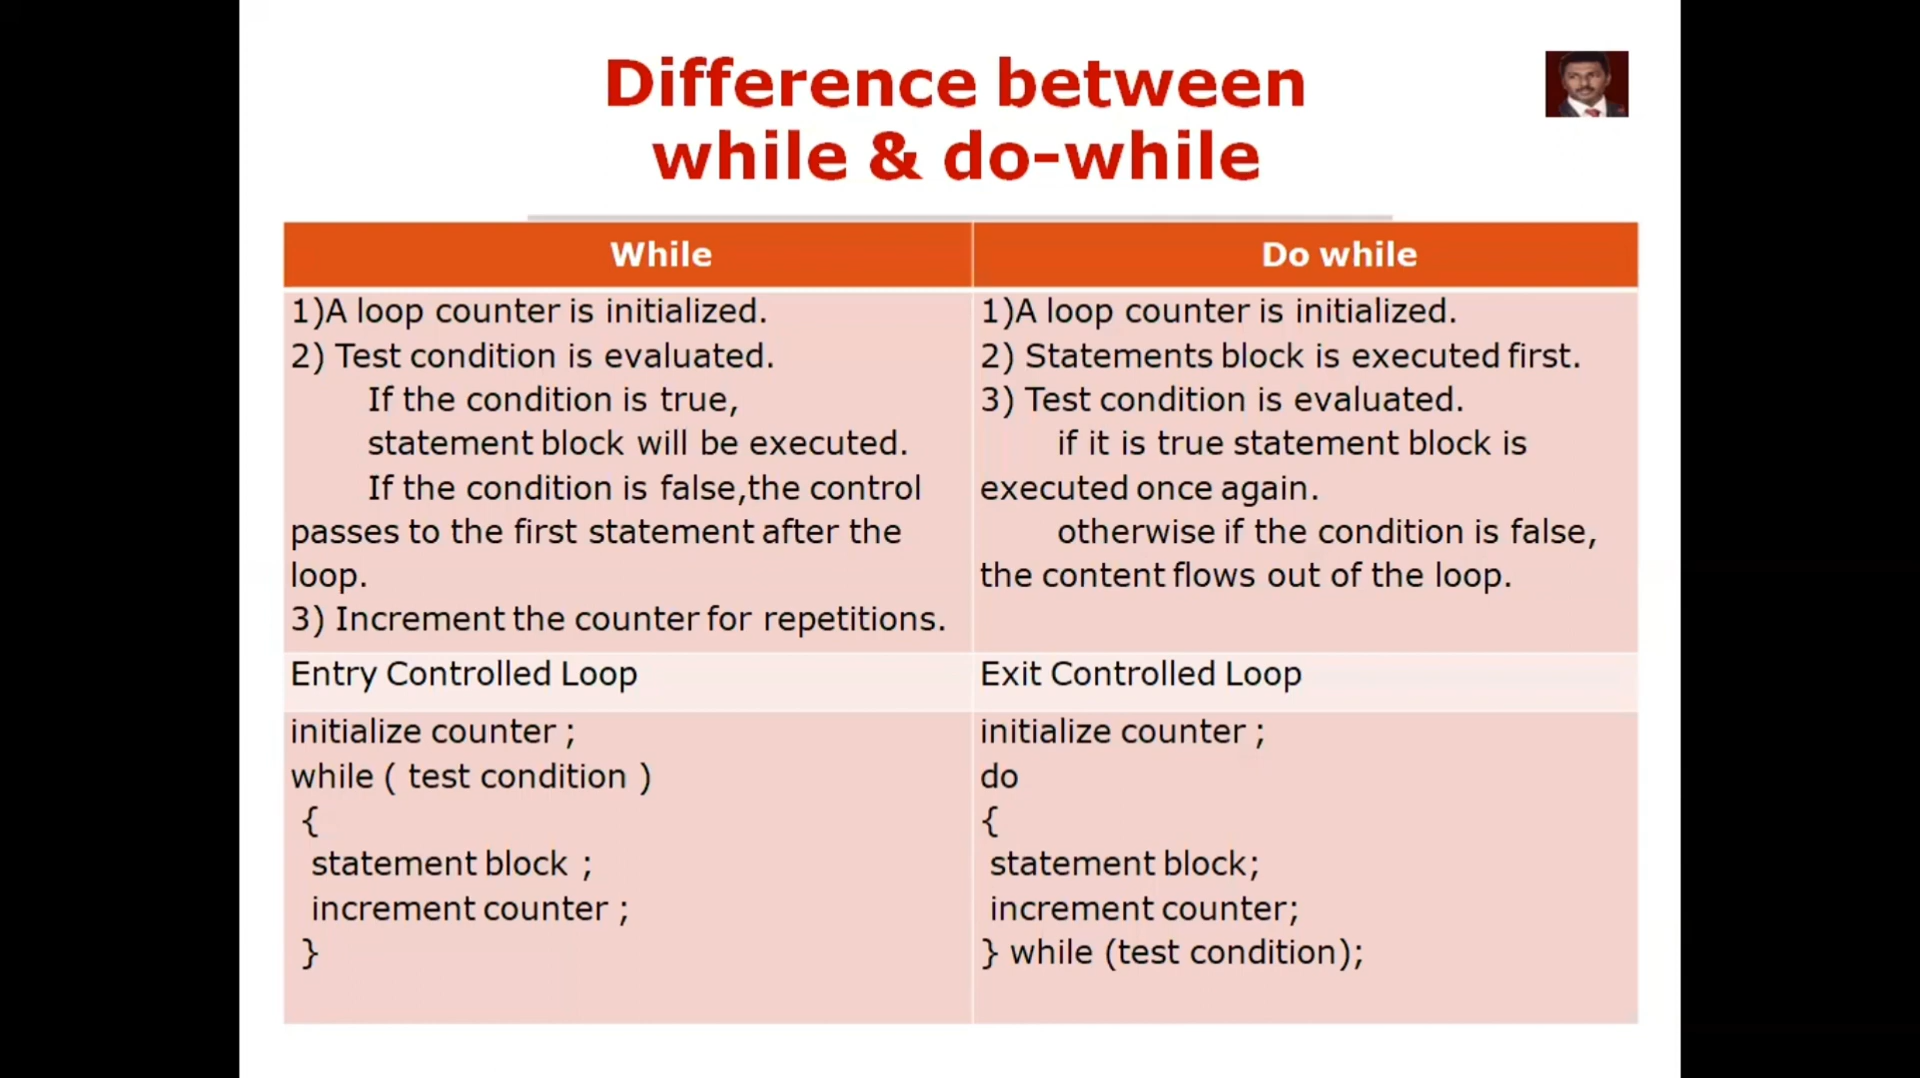 Difference between
while & do-while
While
Do while
1)A loop counter is initialized.
2) Test condition is evaluated.
If the condition is true,
statement block will be executed.
If the condition is false,the control
passes to the first statement after the
loop.
3) Increment the counter for repetitions.
1)A loop counter is initialized.
2) Statements block is executed first.
3) Test condition is evaluated.
if it is true statement block is
executed once again.
otherwise if the condition is false,
the content flows out of the loop.
Entry Controlled Loop
Exit Controlled Loop
initialize counter ;
while ( test condition )
{
statement block ;
increment counter ;
}
initialize counter ;
do
{
statement block;
increment counter;
} while (test condition);